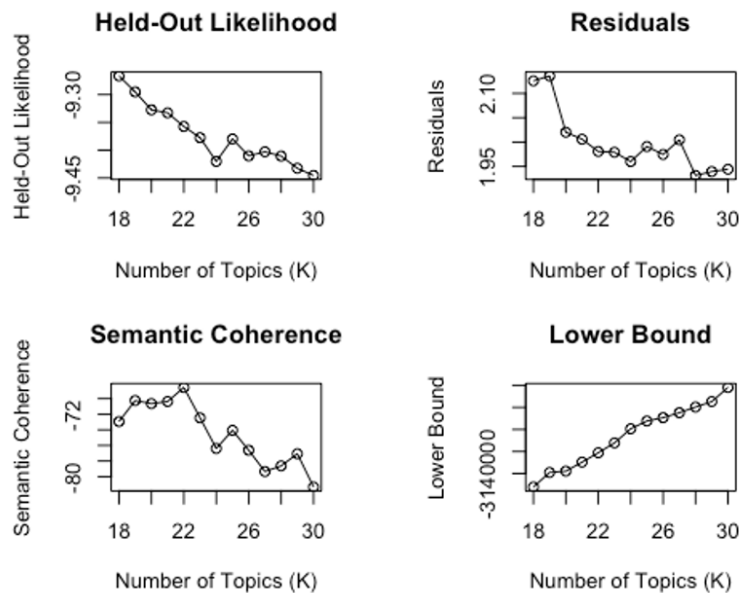 Held-Out Likelihood
Held-Out Likelihood
-9.30
-9.45
18 22 26 30
Number of Topics (K)
Residuals
Residuals
2.10
1.95
18 22 26 30
Number of Topics (K)
Semantic Coherence
Semantic Coherence
-72
-80
18 22 26 30
Number of Topics (K)
Lower Bound
Lower Bound
-3140000
18 22 26 30
Number of Topics (K)